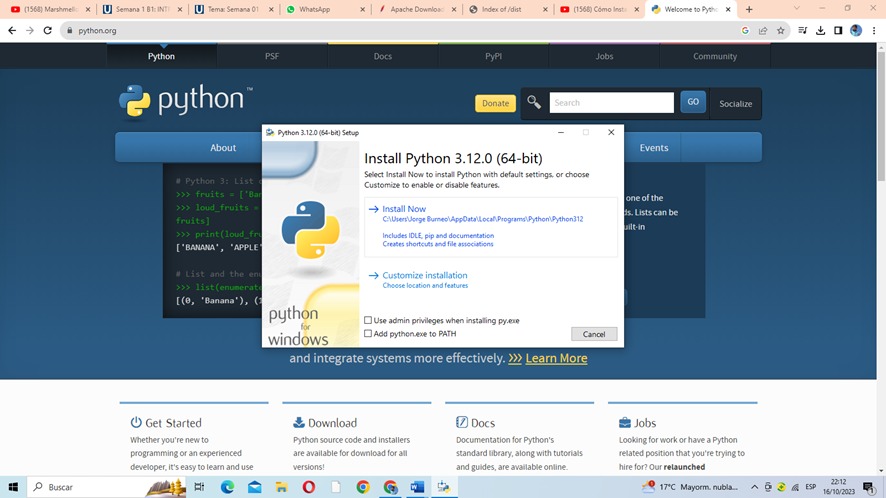 (1568) Marshmell
Semana 1 B1: INT
Tema: Semana 01
WhatsApp
Apache Download
Index of /dist
(1568) Cómo Inst
Welcome to Pytho
python.org
Python
PSF
Docs
PyPI
Jobs
Community
python™
Donate
Search
GO
Socialize
About
Events
# Python 3: List c
>>> fruits = ['Ban
>>> loud_fruits =
fruits]
>>> print(loud_fru
['BANANA', 'APPLE'
# List and the enu
>>> list(enumerate
[(0, 'Banana'), (1
one of the
ds. Lists can be
uilt-in
Python 3.12.0 (64-bit) Setup
Install Python 3.12.0 (64-bit)
Select Install Now to install Python with default settings, or choose
Customize to enable or disable features.
Install Now
C:\Users\Jorge Burneo\AppData\Local\Programs\Python\Python312
Includes IDLE, pip and documentation
Creates shortcuts and file associations
Customize installation
Choose location and features
python
for
windows
Use admin privileges when installing py.exe
Add python.exe to PATH
Cancel
and integrate systems more effectively. >>> Learn More
Get Started
Whether you're new to
programming or an experienced
developer, it's easy to learn and use
Download
Python source code and installers
are available for download for all
versions!
Docs
Documentation for Python's
standard library, along with tutorials
and guides, are available online.
Jobs
Looking for work or have a Python
related position that you're trying to
hire for? Our relaunched
Buscar
17°C Mayorm. nubla...
ESP
22:12
16/10/2023